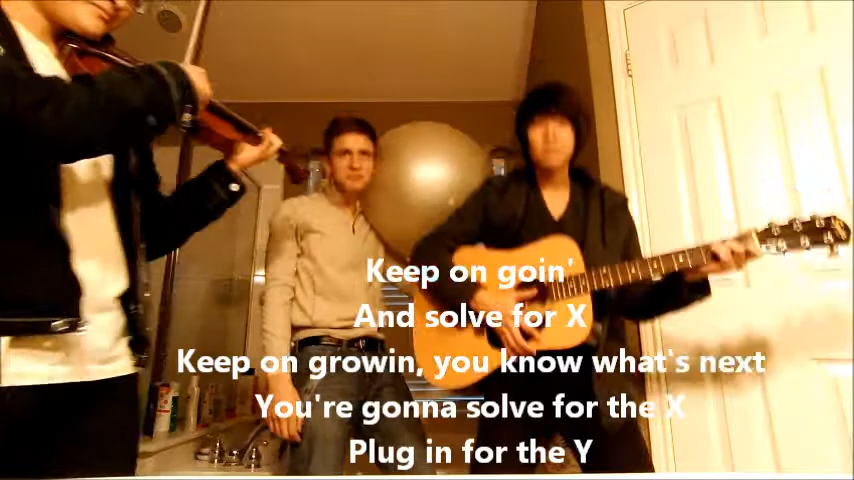 Keep on goin'
And solve for X
Keep on growin, you know what's next
You're gonna solve for the X
Plug in for the Y